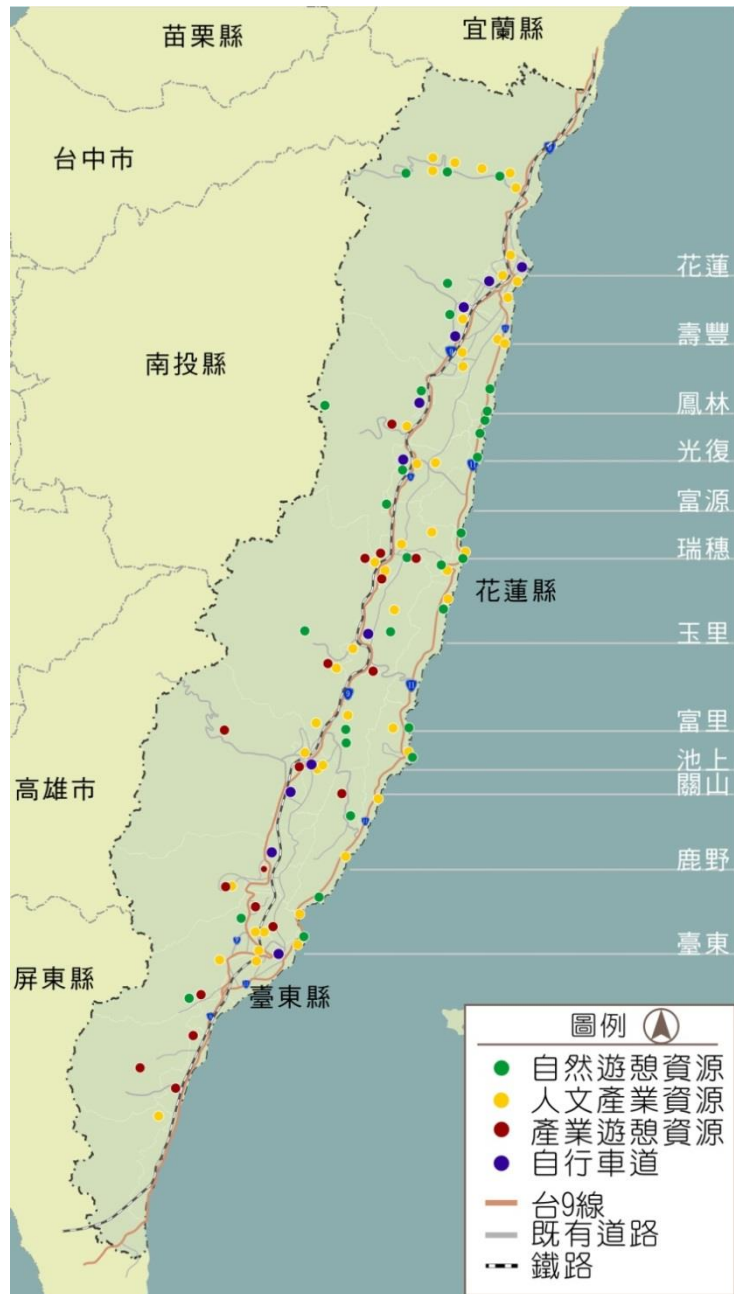 苗栗縣
宜蘭縣
台中市
花蓮
壽豐
南投縣
鳳林
光復
富源
瑞穗
花蓮縣
玉里
富里
池上
高雄市
關山
鹿野
臺東
屏東縣
臺東縣
圖例
自然遊憩資源
人文產業資源
產業遊憩資源
自行車道
台9線
既有道路
鐵路